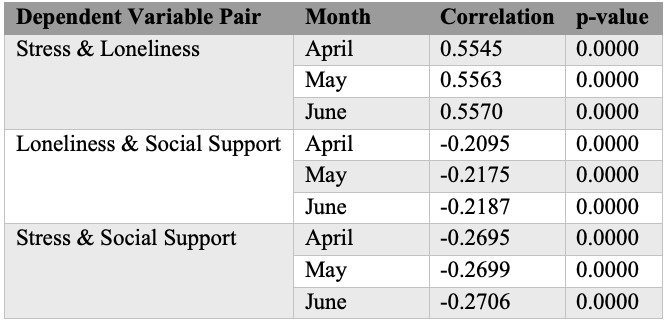 Dependent Variable Pair Month Correlation p-value
Stress & Loneliness April 0.5545 0.0000
May 0.5563 0.0000
June 0.5570 0.0000
Loneliness & Social Support April -0.2095 0.0000
May -0.2175 0.0000
June -0.2187 0.0000
Stress & Social Support April -0.2695 0.0000
May -0.2699 0.0000
June -0.2706 0.0000